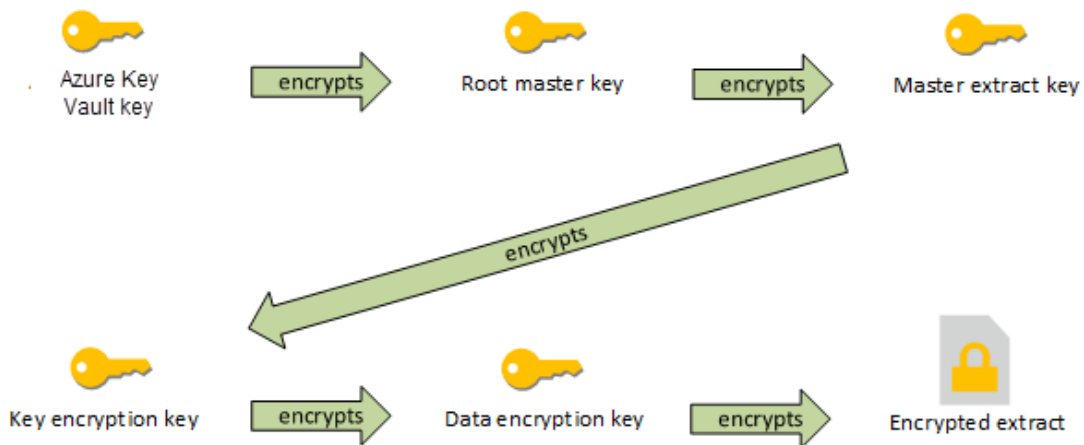 Azure Key
Vault key
encrypts
Root master key
encrypts
Master extract key
encrypts
Key encryption key
encrypts
Data encryption key
encrypts
Encrypted extract